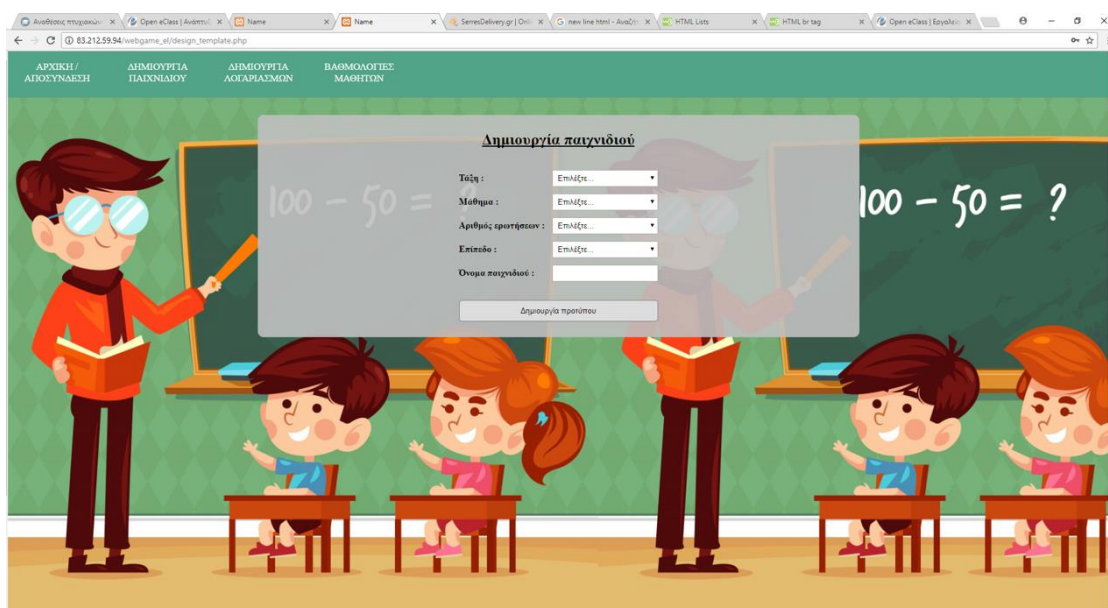 Αναθέσεις πτυχιακών
Open eClass | Ανάπτυ
Name
Name
SerresDelivery.gr | Onli
new line html - Αναζήτ
HTML Lists
HTML br tag
Open eClass | Εργαλεί
83.212.59.94/webgame_el/design_template.php
ΑΡΧΙΚΗ /
ΑΠΟΣΥΝΔΕΣΗ
ΔΗΜΙΟΥΡΓΙΑ
ΠΑΙΧΝΙΔΙΟΥ
ΔΗΜΙΟΥΡΓΙΑ
ΛΟΓΑΡΙΑΣΜΩΝ
ΒΑΘΜΟΛΟΓΙΕΣ
ΜΑΘΗΤΩΝ
Δημιουργία παιχνιδιού
Τάξη : Επιλέξτε...
Μάθημα : Επιλέξτε...
Αριθμός ερωτήσεων : Επιλέξτε...
Επίπεδο : Επιλέξτε...
Όνομα παιχνιδιού :
Δημιουργία προτύπου
100 - 50 = ?
100 - 50 = ?